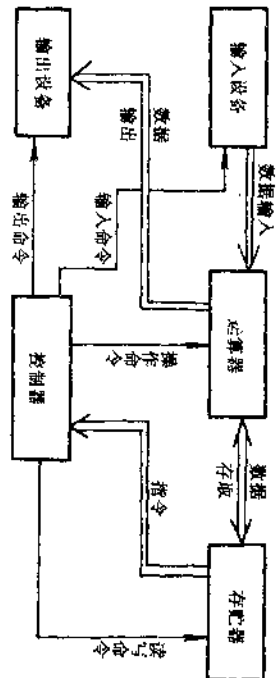 输入设备
数据输入
运算器
数据
存取
存贮器
输出设备
数据
输出
输入命令
操作命令
指令
输出命令
控制器
读写命令